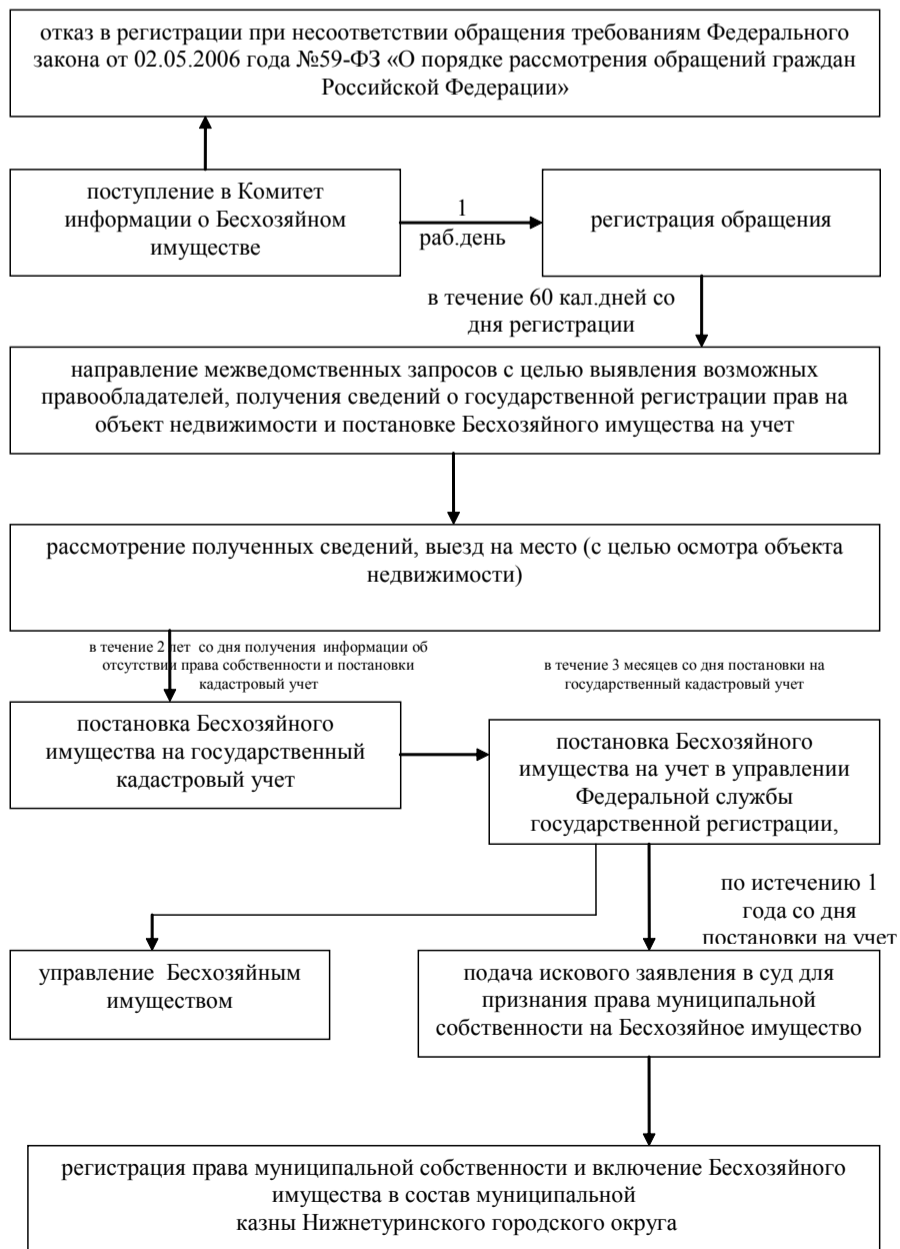 отказ в регистрации при несоответствии обращения требованиям Федерального
закона от 02.05.2006 года №59-ФЗ «О порядке рассмотрения обращений граждан
Российской Федерации»
поступление в Комитет
информации о Бесхозяйном
имуществе
1
раб.день
регистрация обращения
в течение 60 кал.дней со
дня регистрации
направление межведомственных запросов с целью выявления возможных
правообладателей, получения сведений о государственной регистрации прав на
объект недвижимости и постановке Бесхозяйного имущества на учет
рассмотрение полученных сведений, выезд на место (с целью осмотра объекта
недвижимости)
в течение 2 лет со дня получения информации об
отсутствии права собственности и постановки
кадастровый учет
в течение 3 месяцев со дня постановки на
государственный кадастровый учет
постановка Бесхозяйного
имущества на государственный
кадастровый учет
постановка Бесхозяйного
имущества на учет в управлении
Федеральной службы
государственной регистрации,
по истечению 1
года со дня
постановки на учет
управление Бесхозяйным
имуществом
подача искового заявления в суд для
признания права муниципальной
собственности на Бесхозяйное имущество
регистрация права муниципальной собственности и включение Бесхозяйного
имущества в состав муниципальной
казны Нижнетуринского городского округа